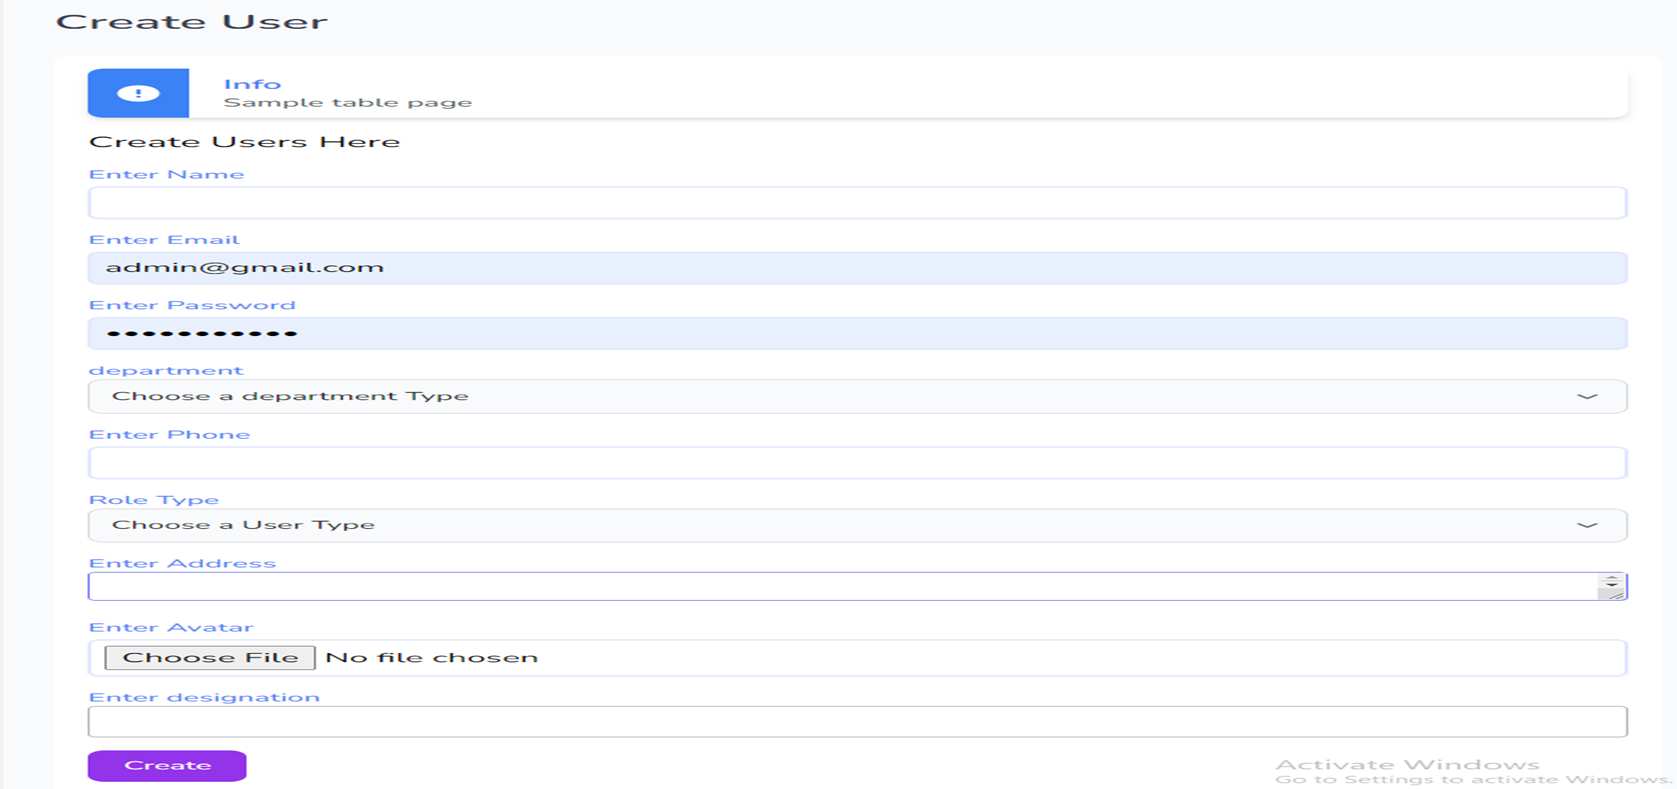 Create User
Info
Sample table page
Create Users Here
Enter Name
Enter Email
admin@gmail.com
Enter Password
•••••••••••
department
Choose a department Type
Enter Phone
Role Type
Choose a User Type
Enter Address
Enter Avatar
Choose File No file chosen
Enter designation
Create
Activate Windows
Go to Settings to activate Windows.